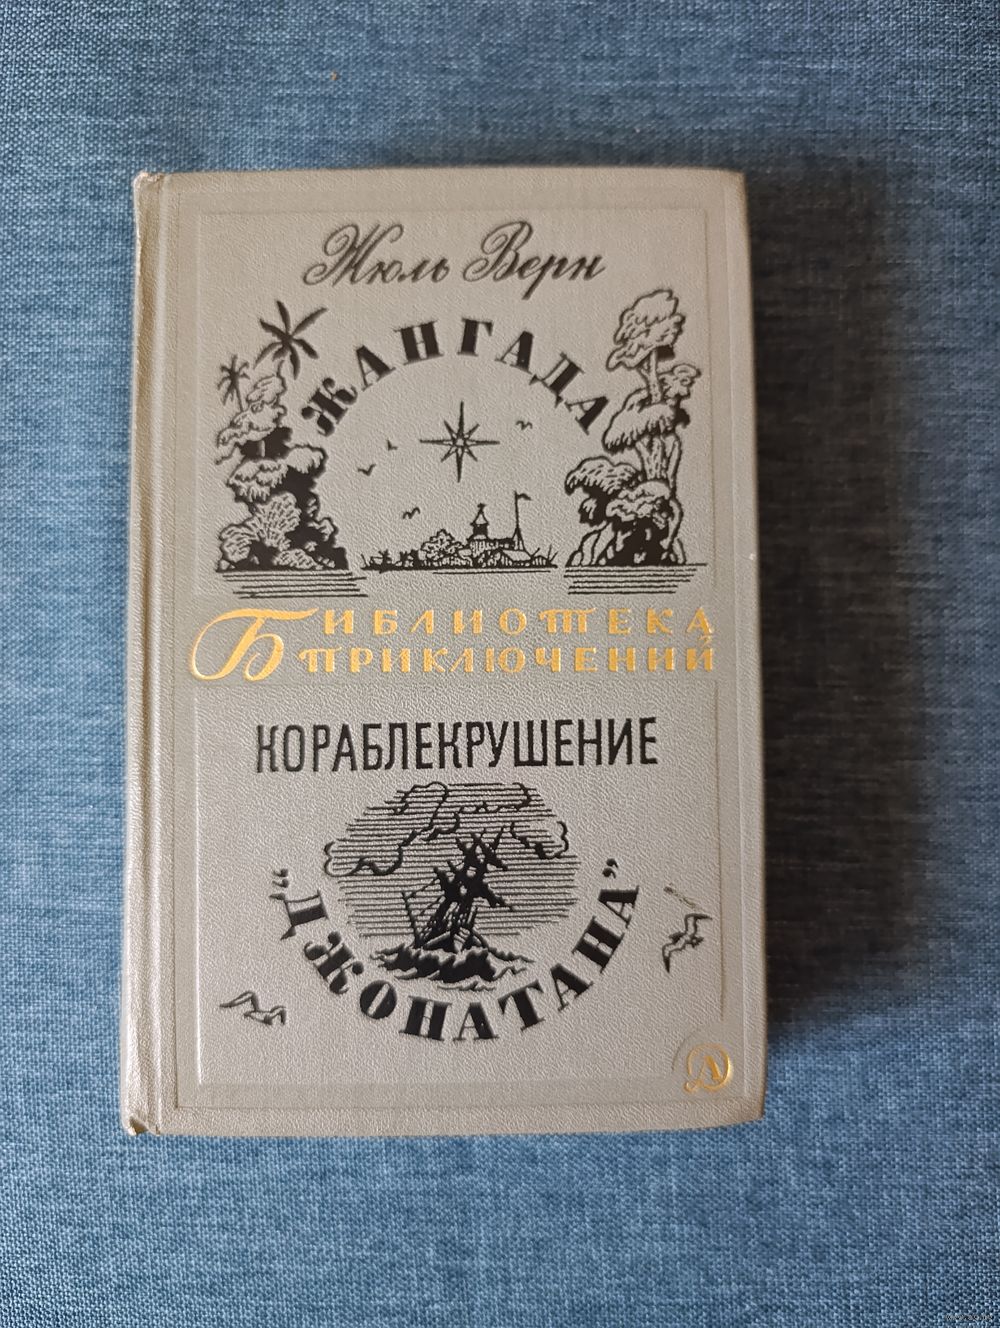 Жюль Верн
ЖАНГАДА
БИБЛИОТЕКА
ПРИКЛЮЧЕНИЙ
КОРАБЛЕКРУШЕНИЕ
„ДЖОНАТАНА”
Д